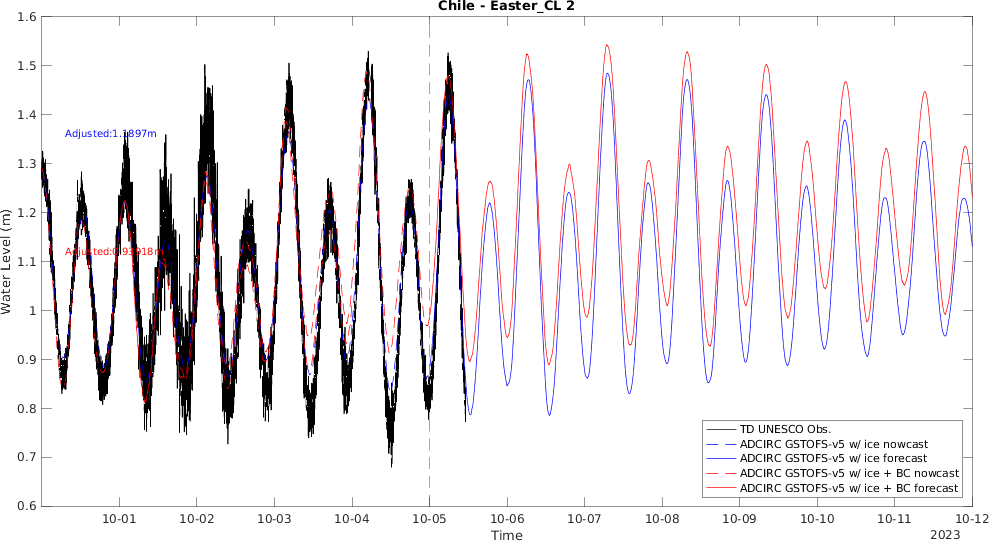 Chile - Easter_CL 2
1.6
1.5
1.4
1.3
1.2
1.1
1
0.9
0.8
0.7
0.6
Water Level (m)
Adjusted:1.1897m
10-01
10-02
10-03
10-04
10-05
10-06
10-07
10-08
10-09
10-10
10-11
10-12
2023
Time
TD UNESCO Obs.
ADCIRC GSTOFS-v5 w/ ice nowcast
ADCIRC GSTOFS-v5 w/ ice forecast
ADCIRC GSTOFS-v5 w/ ice + BC nowcast
ADCIRC GSTOFS-v5 w/ ice + BC forecast